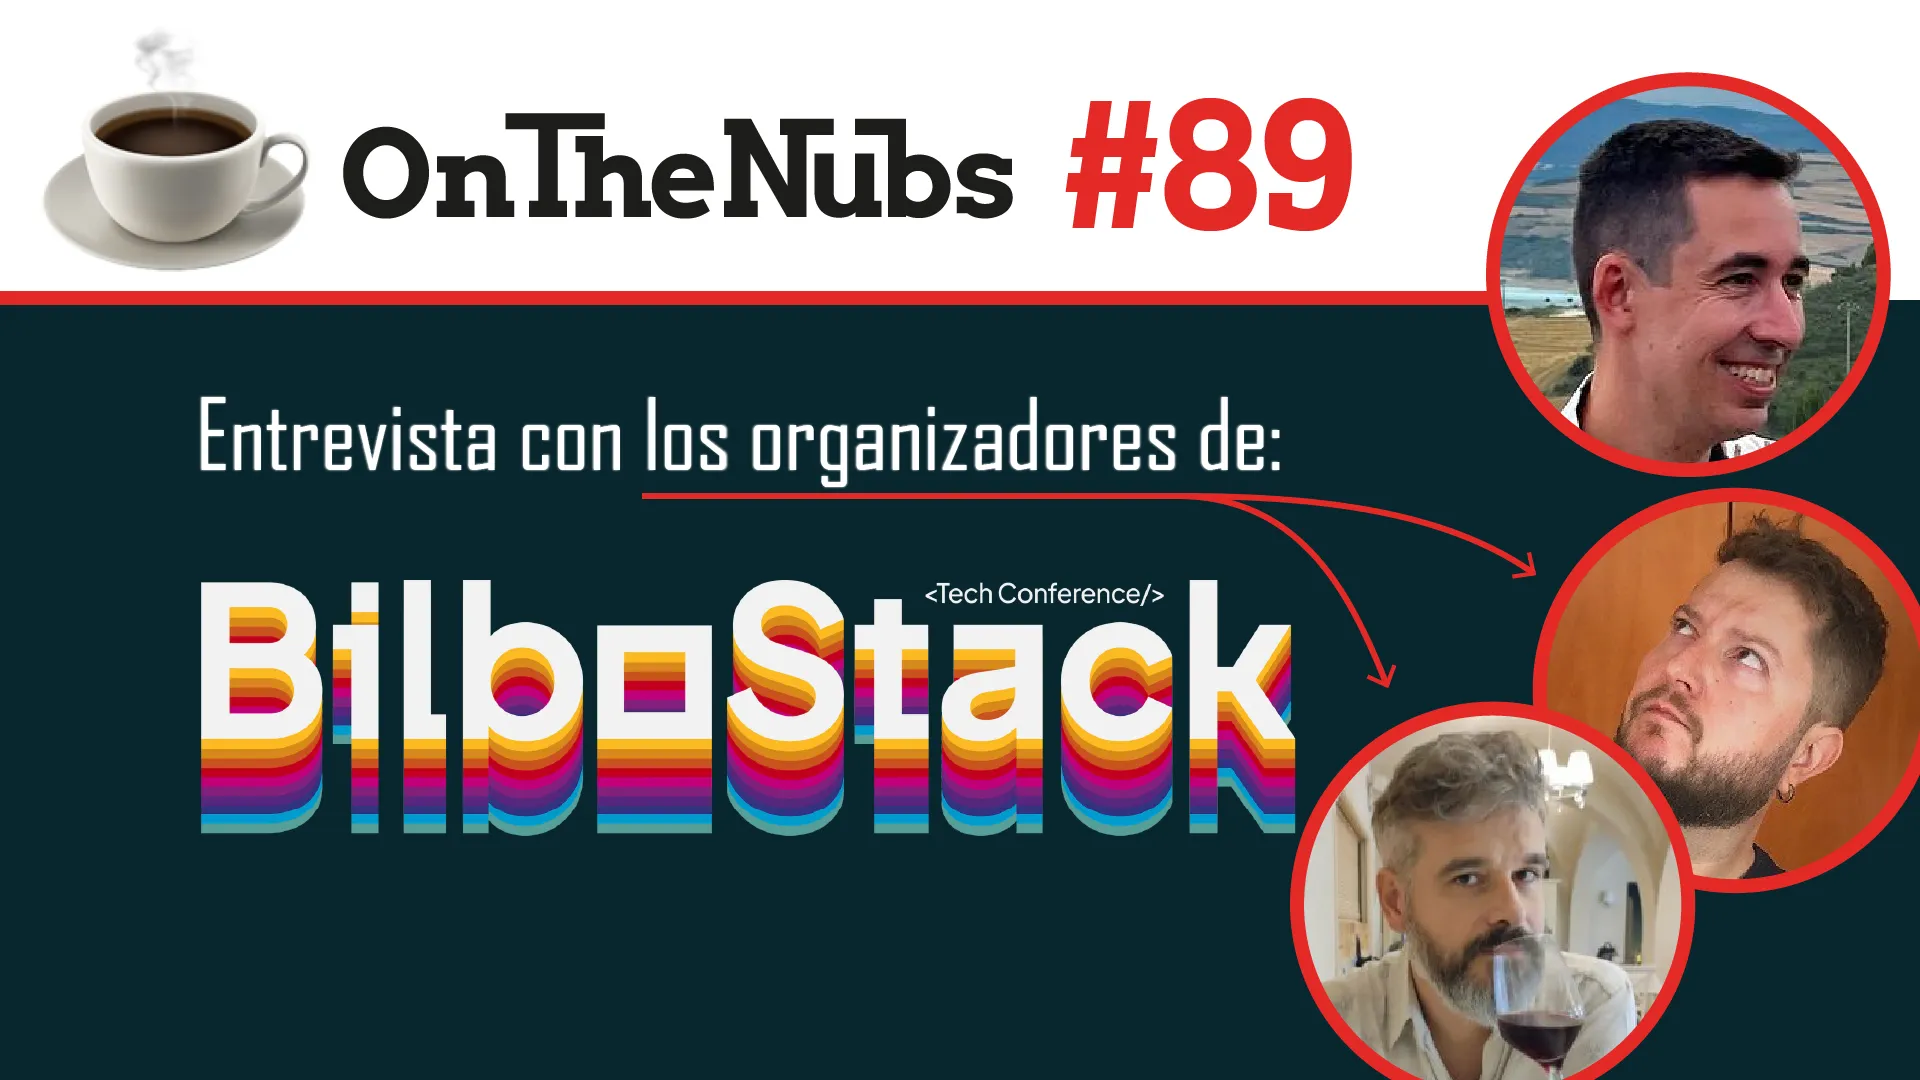 OnTheNubs #89
Entrevista con los organizadores de:
<Tech Conference/>
BilboStack